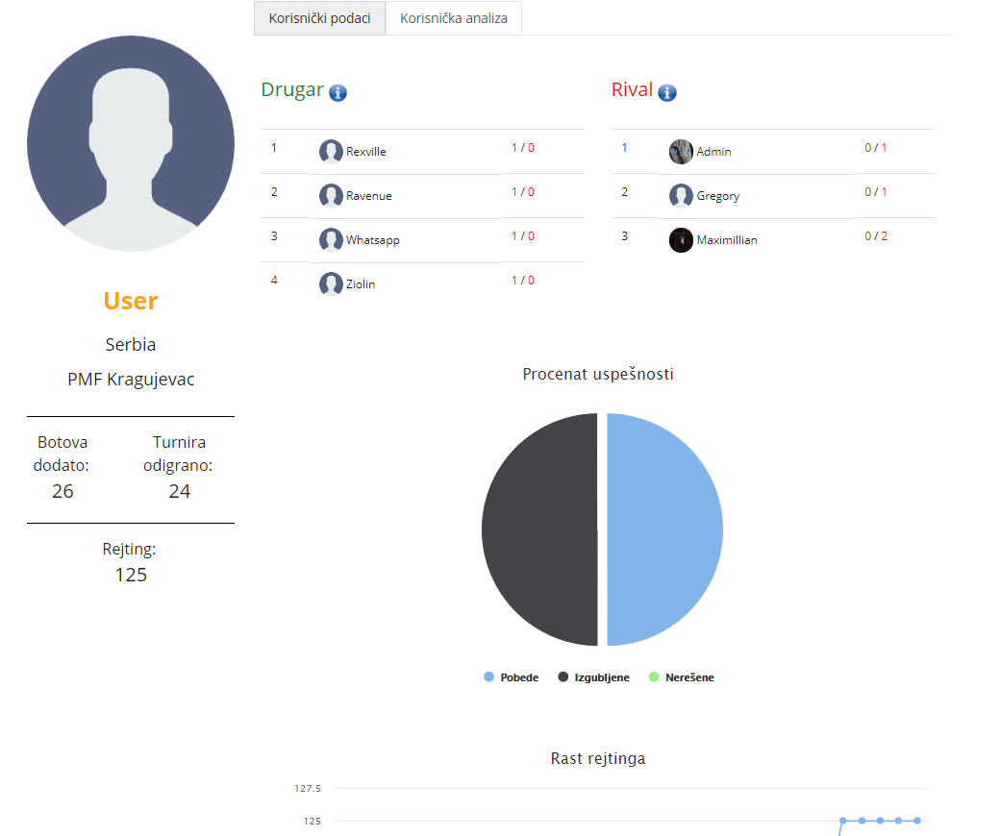 Korisnički podaci
Korisnička analiza
User
Serbia
PMF Kragujevac
Botova dodato:
26
Turnira odigrano:
24
Rejting:
125
Drugar
1 Rexville 1 / 0
2 Ravenue 1 / 0
3 Whatsapp 1 / 0
4 Ziolin 1 / 0
Rival
1 Admin 0 / 1
2 Gregory 0 / 1
3 Maximillian 0 / 2
Procenat uspešnosti
Pobede Izgubljene Nerešene
Rast rejtinga
127.5
125